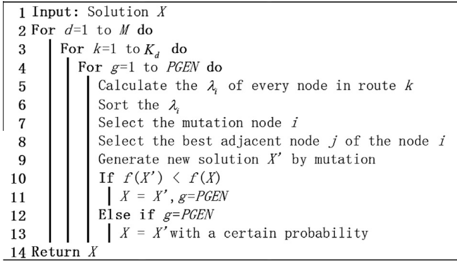 1 Input: Solution X
2 For d=1 to M do
3 For k=1 to K_d do
4 For g=1 to PGEN do
5 Calculate the λ_i of every node in route k
6 Sort the λ_i
7 Select the mutation node i
8 Select the best adjacent node j of the node i
9 Generate new solution X' by mutation
10 If f(X') < f(X)
11 X = X',g=PGEN
12 Else if g=PGEN
13 X = X'with a certain probability
14 Return X